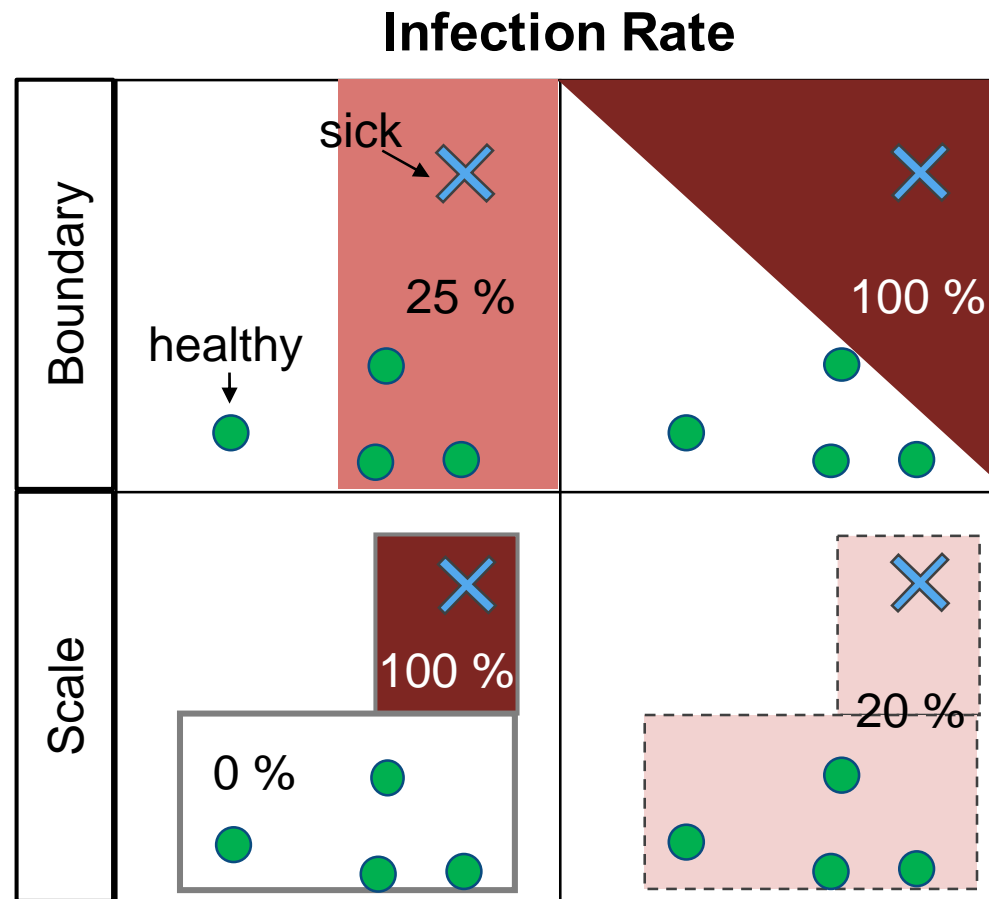 Infection Rate
Boundary
sick
25 %
100 %
healthy
Scale
100 %
20 %
0 %